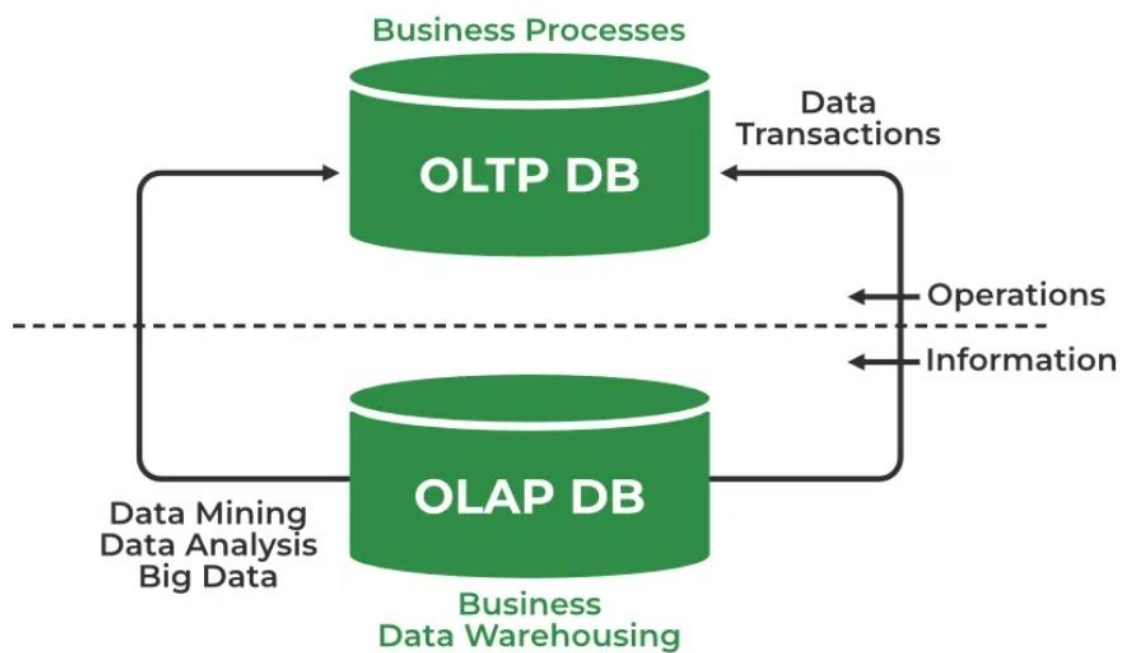 Business Processes
OLTP DB
Data
Transactions
Operations
Information
OLAP DB
Data Mining
Data Analysis
Big Data
Business
Data Warehousing